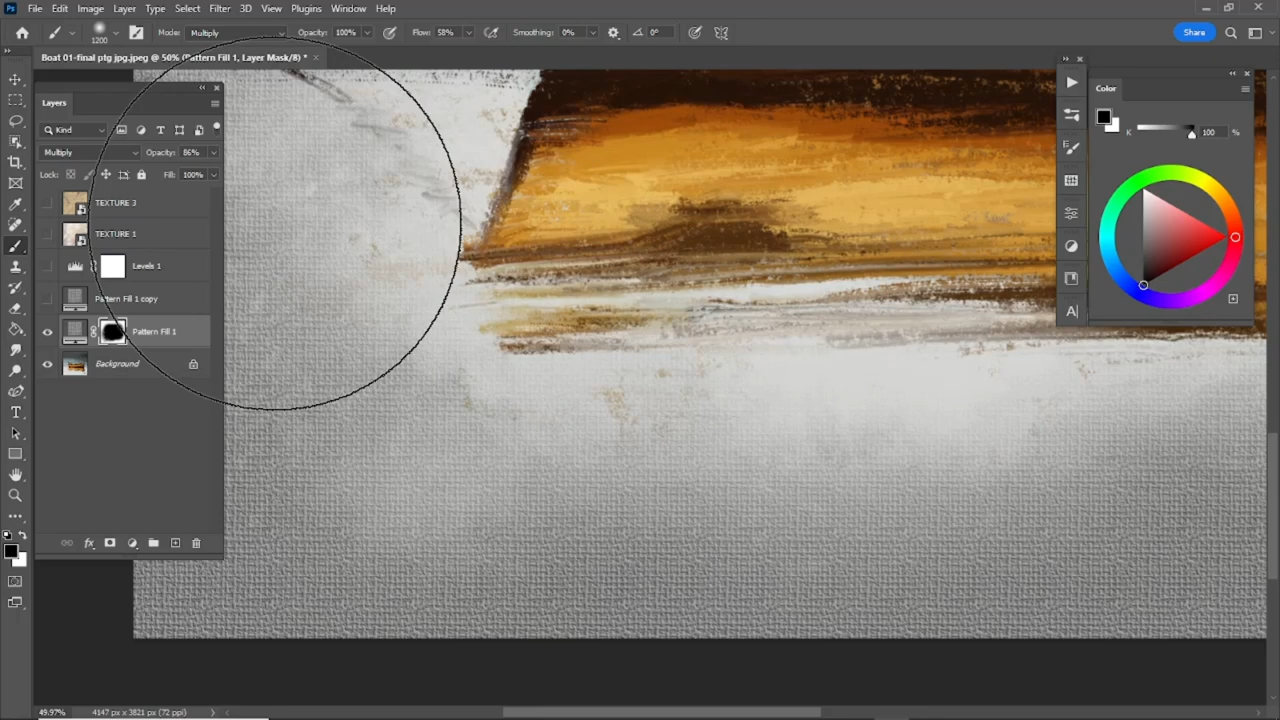 Ps File Edit Image Layer Type Select Filter 3D View Plugins Window Help
1200 Mode: Multiply Opacity: 100% Flow: 58% Smoothing: 0% 0° Share
Boat 01-final ptg jpg.jpeg @ 50% (Pattern Fill 1, Layer Mask/8) * ×
Layers
Kind
Multiply Opacity: 86%
Lock: Fill: 100%
TEXTURE 3
TEXTURE 1
Levels 1
Pattern Fill 1 copy
Pattern Fill 1
Background
fx
Color
K 100 %
A
T
49.97% 4147 px x 3821 px (72 ppi)